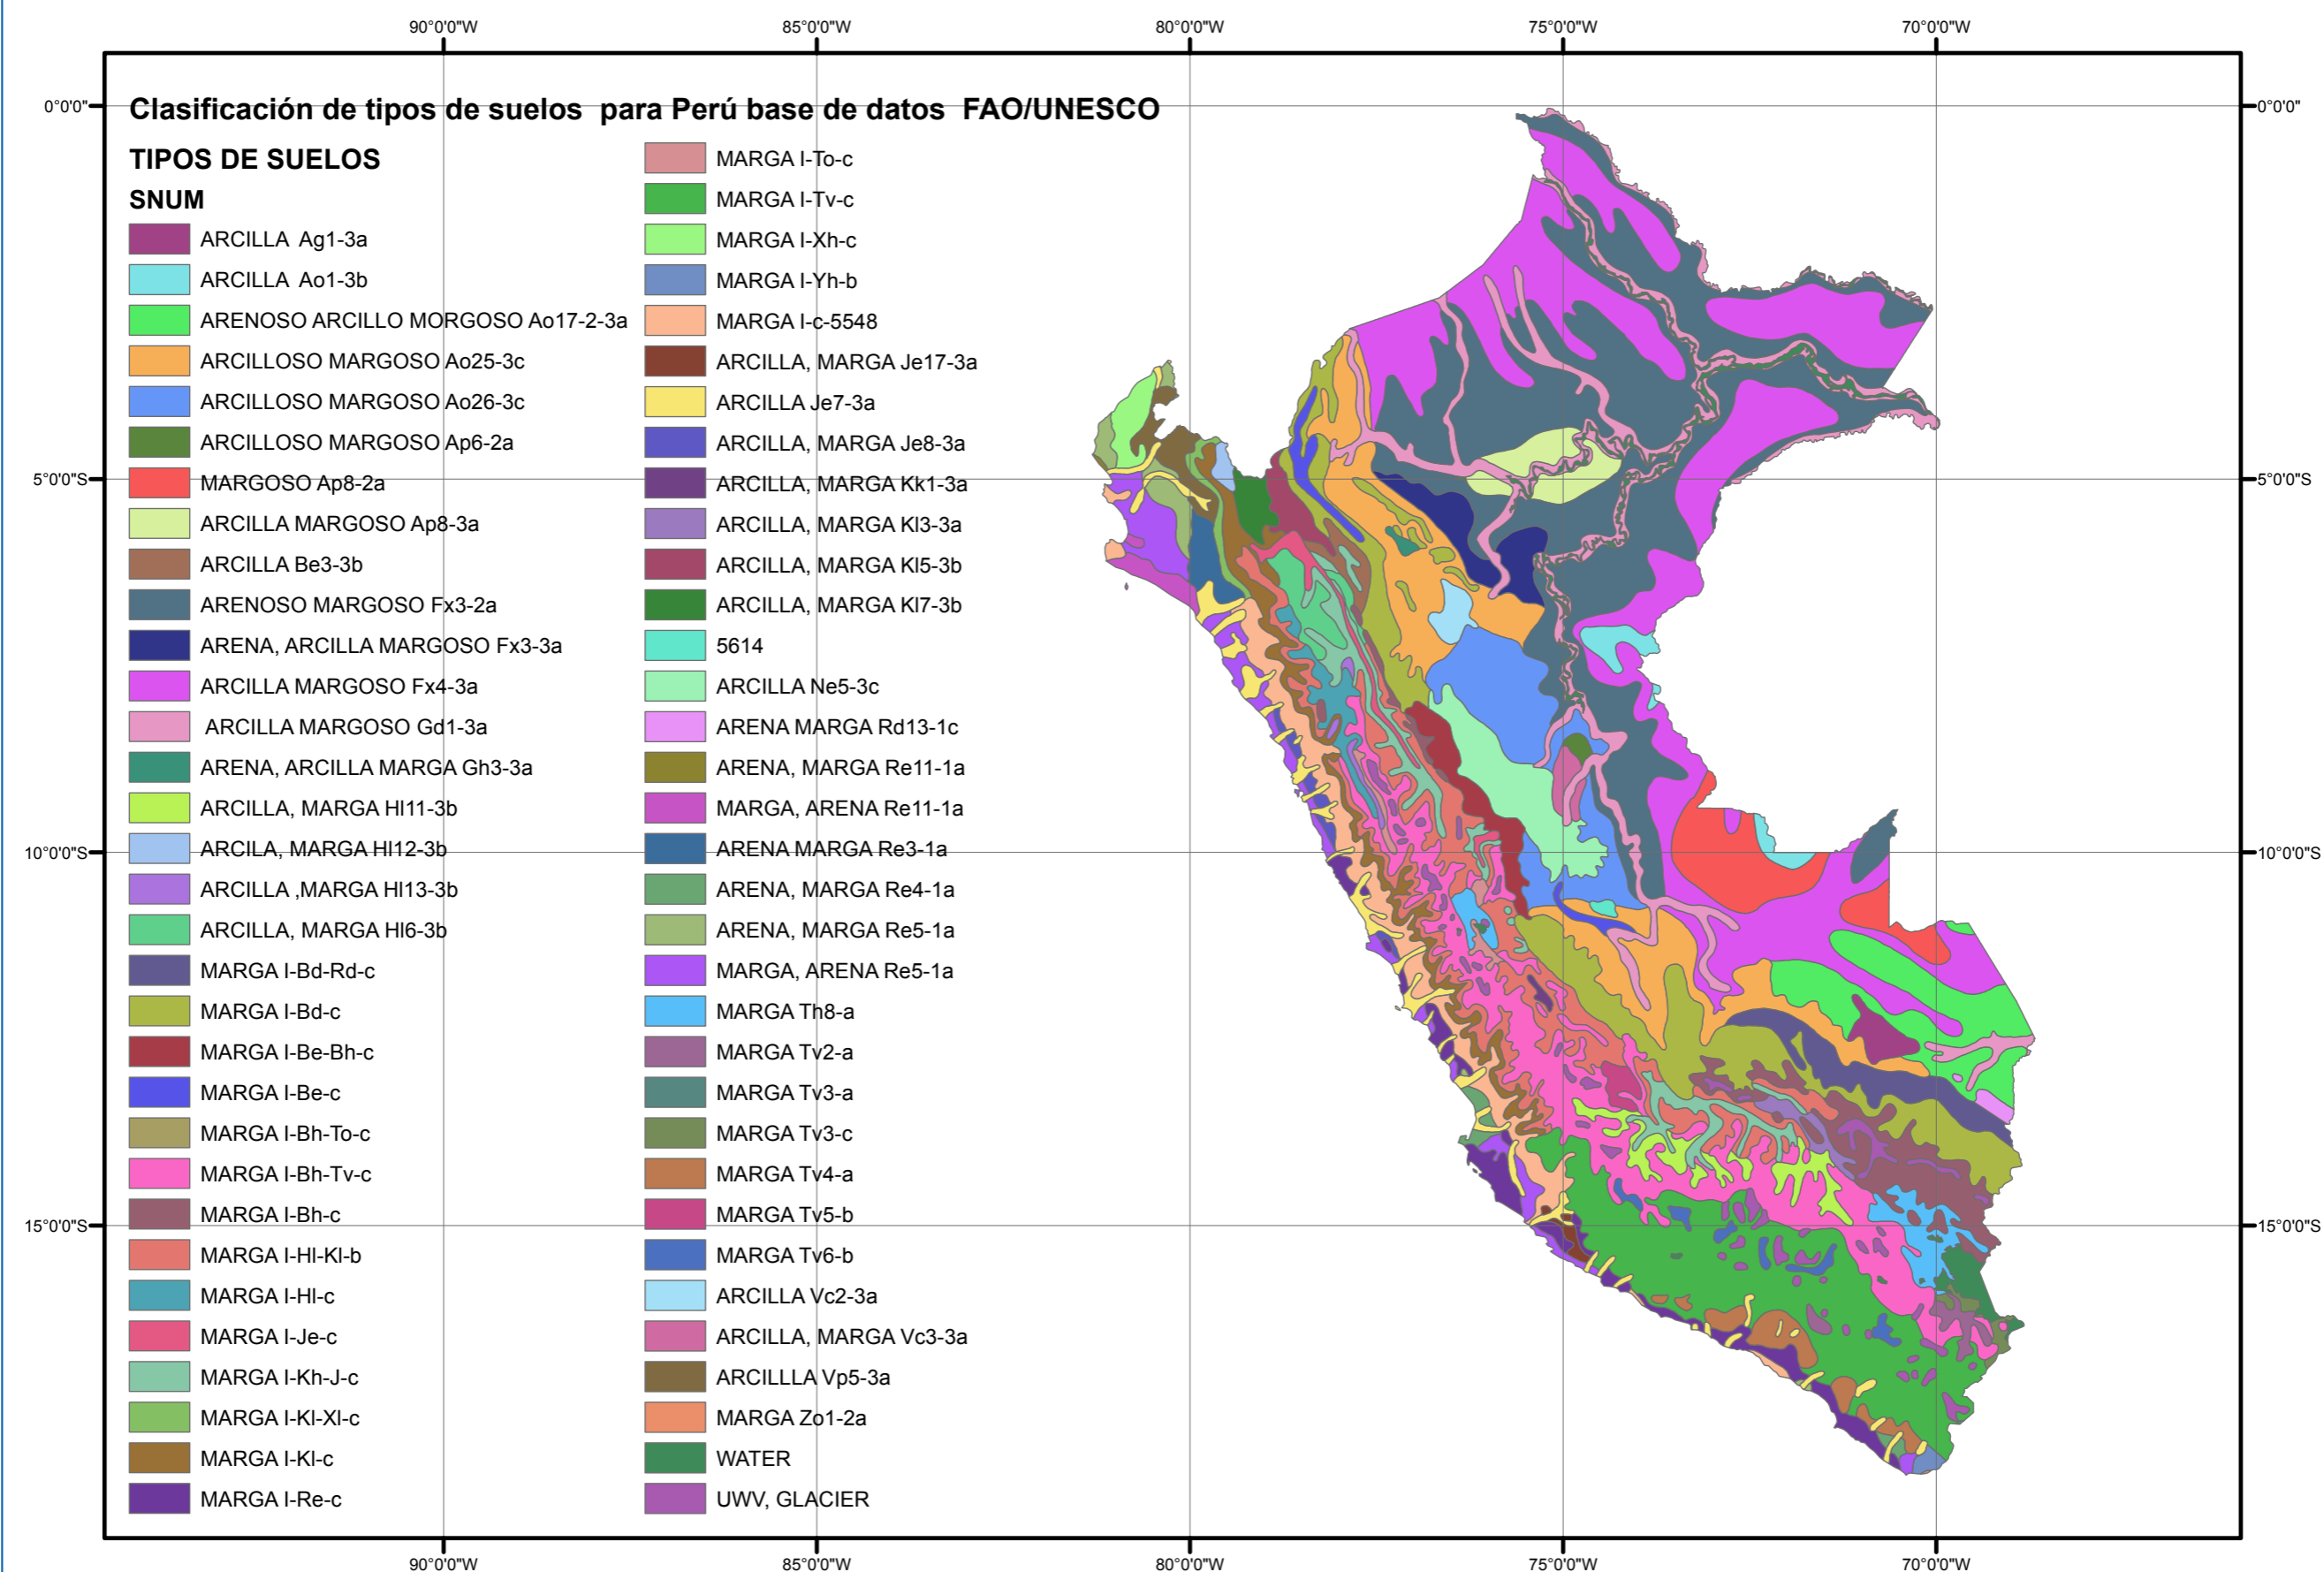 90°0'0"W 85°0'0"W 80°0'0"W 75°0'0"W 70°0'0"W
0°0'0" 0°0'0"
Clasificación de tipos de suelos para Perú base de datos FAO/UNESCO
TIPOS DE SUELOS
SNUM
ARCILLA Ag1-3a
ARCILLA Ao1-3b
ARENOSO ARCILLO MORGOSO Ao17-2-3a
ARCILLOSO MARGOSO Ao25-3c
ARCILLOSO MARGOSO Ao26-3c
ARCILLOSO MARGOSO Ap6-2a
MARGOSO Ap8-2a
ARCILLA MARGOSO Ap8-3a
ARCILLA Be3-3b
ARENOSO MARGOSO Fx3-2a
ARENA, ARCILLA MARGOSO Fx3-3a
ARCILLA MARGOSO Fx4-3a
ARCILLA MARGOSO Gd1-3a
ARENA, ARCILLA MARGA Gh3-3a
ARCILLA, MARGA Hl11-3b
ARCILA, MARGA Hl12-3b
ARCILLA ,MARGA Hl13-3b
ARCILLA, MARGA Hl6-3b
MARGA I-Bd-Rd-c
MARGA I-Bd-c
MARGA I-Be-Bh-c
MARGA I-Be-c
MARGA I-Bh-To-c
MARGA I-Bh-Tv-c
MARGA I-Bh-c
MARGA I-Hl-Kl-b
MARGA I-Hl-c
MARGA I-Je-c
MARGA I-Kh-J-c
MARGA I-Kl-Xl-c
MARGA I-Kl-c
MARGA I-Re-c
MARGA I-To-c
MARGA I-Tv-c
MARGA I-Xh-c
MARGA I-Yh-b
MARGA I-c-5548
ARCILLA, MARGA Je17-3a
ARCILLA Je7-3a
ARCILLA, MARGA Je8-3a
ARCILLA, MARGA Kk1-3a
ARCILLA, MARGA Kl3-3a
ARCILLA, MARGA Kl5-3b
ARCILLA, MARGA Kl7-3b
5614
ARCILLA Ne5-3c
ARENA MARGA Rd13-1c
ARENA, MARGA Re11-1a
MARGA, ARENA Re11-1a
ARENA MARGA Re3-1a
ARENA, MARGA Re4-1a
ARENA, MARGA Re5-1a
MARGA, ARENA Re5-1a
MARGA Th8-a
MARGA Tv2-a
MARGA Tv3-a
MARGA Tv3-c
MARGA Tv4-a
MARGA Tv5-b
MARGA Tv6-b
ARCILLA Vc2-3a
ARCILLA, MARGA Vc3-3a
ARCILLLA Vp5-3a
MARGA Zo1-2a
WATER
UWV, GLACIER
5°0'0"S 5°0'0"S
10°0'0"S 10°0'0"S
15°0'0"S 15°0'0"S
90°0'0"W 85°0'0"W 80°0'0"W 75°0'0"W 70°0'0"W